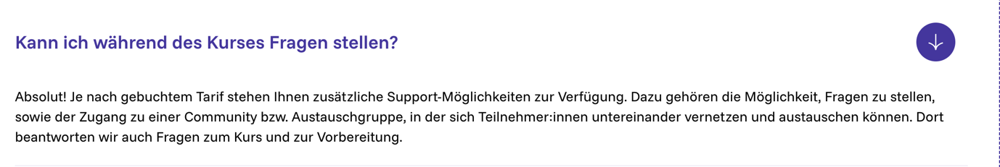 Kann ich während des Kurses Fragen stellen?
Absolut! Je nach gebuchtem Tarif stehen Ihnen zusätzliche Support-Möglichkeiten zur Verfügung. Dazu gehören die Möglichkeit, Fragen zu stellen,
sowie der Zugang zu einer Community bzw. Austauschgruppe, in der sich Teilnehmer:innen untereinander vernetzen und austauschen können. Dort
beantworten wir auch Fragen zum Kurs und zur Vorbereitung.